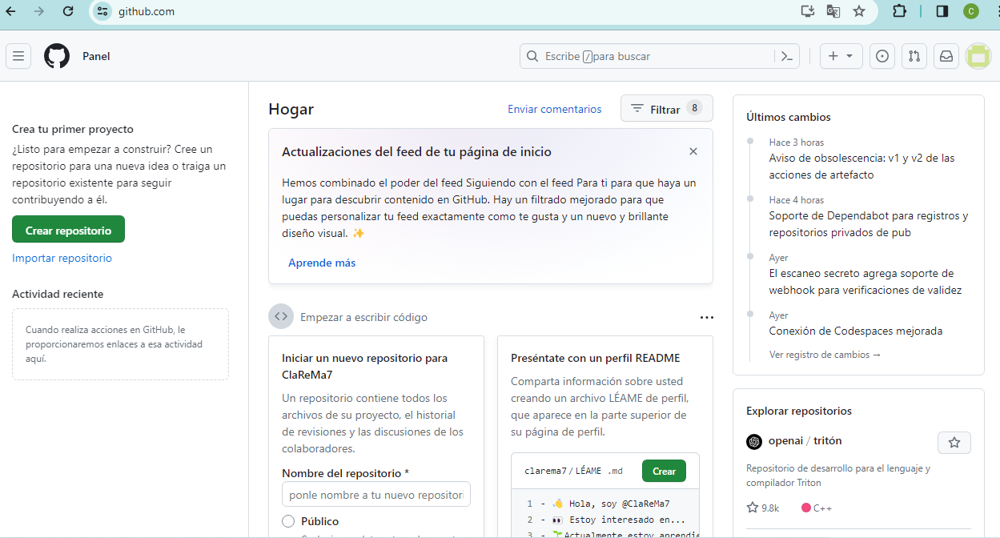 github.com
C
Panel
Escribe / para buscar
Crea tu primer proyecto
¿Listo para empezar a construir? Cree un
repositorio para una nueva idea o traiga un
repositorio existente para seguir
contribuyendo a él.
Crear repositorio
Importar repositorio
Actividad reciente
Cuando realiza acciones en GitHub, le
proporcionaremos enlaces a esa actividad
aquí.
Hogar
Enviar comentarios
Filtrar 8
Actualizaciones del feed de tu página de inicio
Hemos combinado el poder del feed Siguiendo con el feed Para ti para que haya un
lugar para descubrir contenido en GitHub. Hay un filtrado mejorado para que
puedas personalizar tu feed exactamente como te gusta y un nuevo y brillante
diseño visual. ✨
Aprende más
Empezar a escribir código
Iniciar un nuevo repositorio para
ClaReMa7
Un repositorio contiene todos los
archivos de su proyecto, el historial
de revisiones y las discusiones de los
colaboradores.
Nombre del repositorio *
ponle nombre a tu nuevo repositori
Público
Preséntate con un perfil README
Comparta información sobre usted
creando un archivo LÉAME de perfil,
que aparece en la parte superior de
su página de perfil.
clarema7 / LÉAME .md
Crear
1 - 👋 Hola, soy @ClaReMa7
2 - 👀 Estoy interesado en...
3 - 🌱 Actualmente estoy aprendie
Últimos cambios
Hace 3 horas
Aviso de obsolescencia: v1 y v2 de las
acciones de artefacto
Hace 4 horas
Soporte de Dependabot para registros y
repositorios privados de pub
Ayer
El escaneo secreto agrega soporte de
webhook para verificaciones de validez
Ayer
Conexión de Codespaces mejorada
Ver registro de cambios →
Explorar repositorios
openai / tritón
Repositorio de desarrollo para el lenguaje y
compilador Triton
9.8k C++